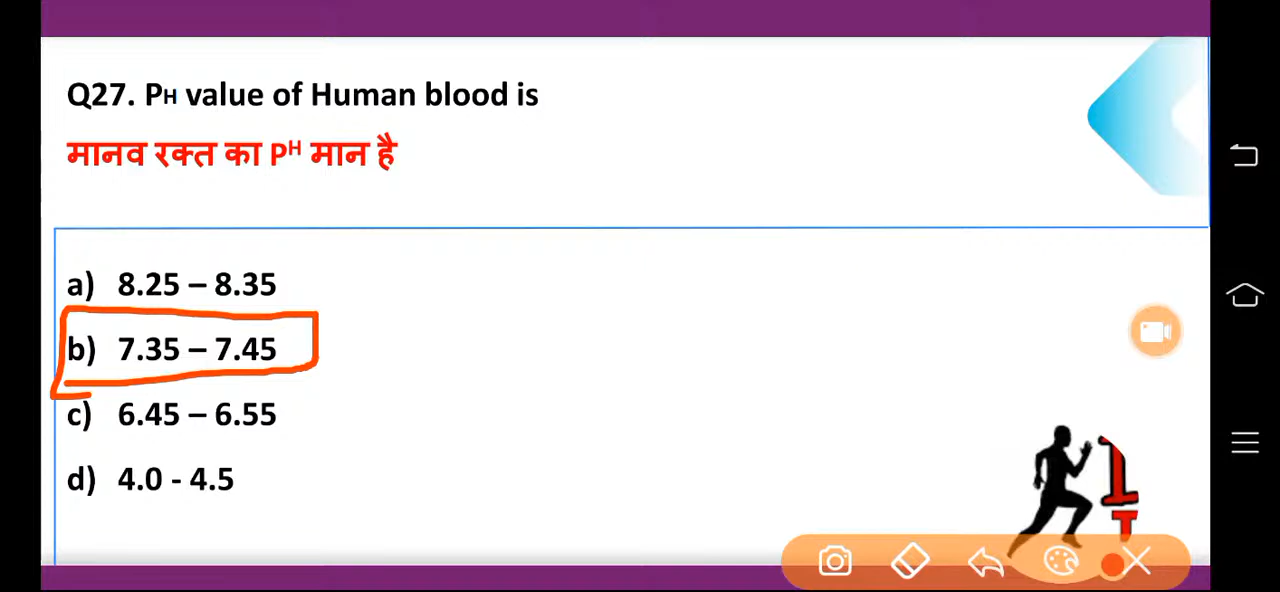 Q27. PH value of Human blood is
मानव रक्त का Pᴴ मान है
a) 8.25 – 8.35
b) 7.35 – 7.45
c) 6.45 – 6.55
d) 4.0 - 4.5